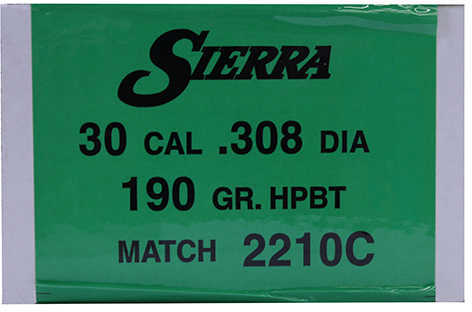 SIERRA
30 CAL .308 DIA
190 GR. HPBT
MATCH 2210C